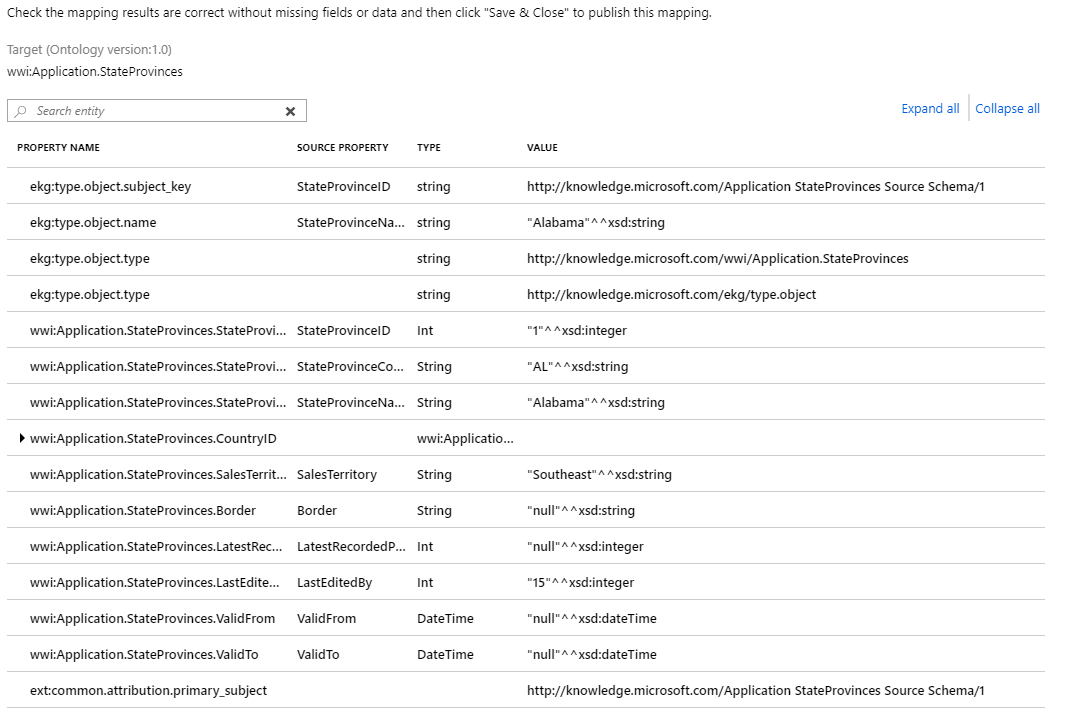 Check the mapping results are correct without missing fields or data and then click "Save & Close" to publish this mapping.
Target (Ontology version:1.0)
wwi:Application.StateProvinces
Search entity
Expand all Collapse all
PROPERTY NAME SOURCE PROPERTY TYPE VALUE
ekg:type.object.subject_key StateProvinceID string http://knowledge.microsoft.com/Application StateProvinces Source Schema/1
ekg:type.object.name StateProvinceNa... string "Alabama"^^xsd:string
ekg:type.object.type string http://knowledge.microsoft.com/wwi/Application.StateProvinces
ekg:type.object.type string http://knowledge.microsoft.com/ekg/type.object
wwi:Application.StateProvinces.StateProvi... StateProvinceID Int "1"^^xsd:integer
wwi:Application.StateProvinces.StateProvi... StateProvinceCo... String "AL"^^xsd:string
wwi:Application.StateProvinces.StateProvi... StateProvinceNa... String "Alabama"^^xsd:string
wwi:Application.StateProvinces.CountryID wwi:Applicatio...
wwi:Application.StateProvinces.SalesTerrit... SalesTerritory String "Southeast"^^xsd:string
wwi:Application.StateProvinces.Border Border String "null"^^xsd:string
wwi:Application.StateProvinces.LatestRec... LatestRecordedP... Int "null"^^xsd:integer
wwi:Application.StateProvinces.LastEdite... LastEditedBy Int "15"^^xsd:integer
wwi:Application.StateProvinces.ValidFrom ValidFrom DateTime "null"^^xsd:dateTime
wwi:Application.StateProvinces.ValidTo ValidTo DateTime "null"^^xsd:dateTime
ext:common.attribution.primary_subject http://knowledge.microsoft.com/Application StateProvinces Source Schema/1